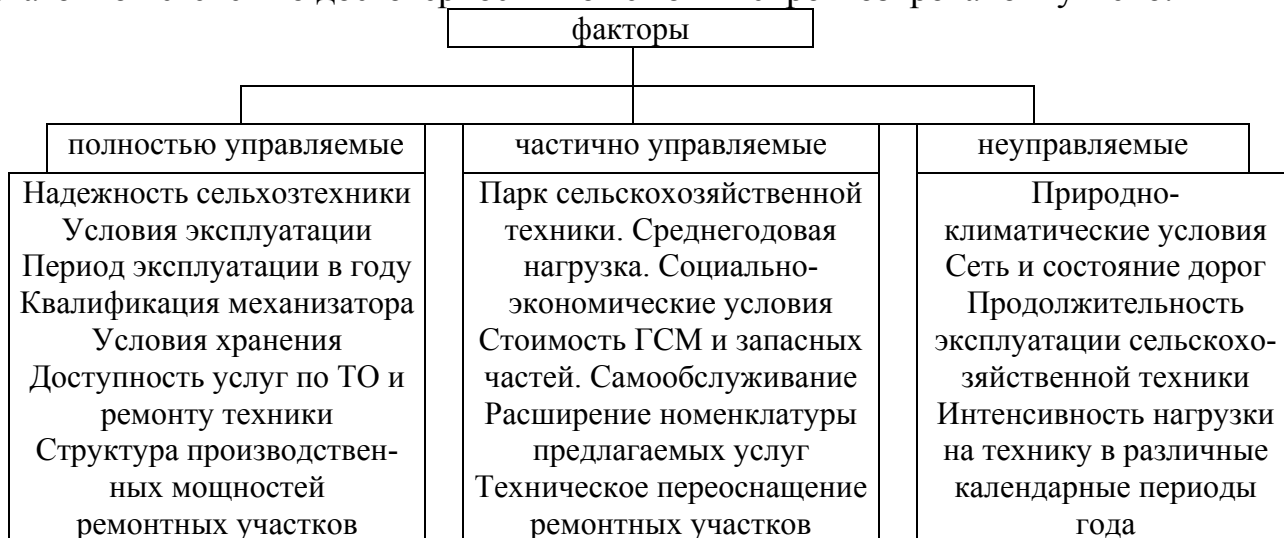 факторы
полностью управляемые
Надежность сельхозтехники
Условия эксплуатации
Период эксплуатации в году
Квалификация механизатора
Условия хранения
Доступность услуг по ТО и
ремонту техники
Структура производствен-
ных мощностей
ремонтных участков
частично управляемые
Парк сельскохозяйственной
техники. Среднегодовая
нагрузка. Социально-
экономические условия
Стоимость ГСМ и запасных
частей. Самообслуживание
Расширение номенклатуры
предлагаемых услуг
Техническое переоснащение
ремонтных участков
неуправляемые
Природно-
климатические условия
Сеть и состояние дорог
Продолжительность
эксплуатации сельскохо-
зяйственной техники
Интенсивность нагрузки
на технику в различные
календарные периоды
года